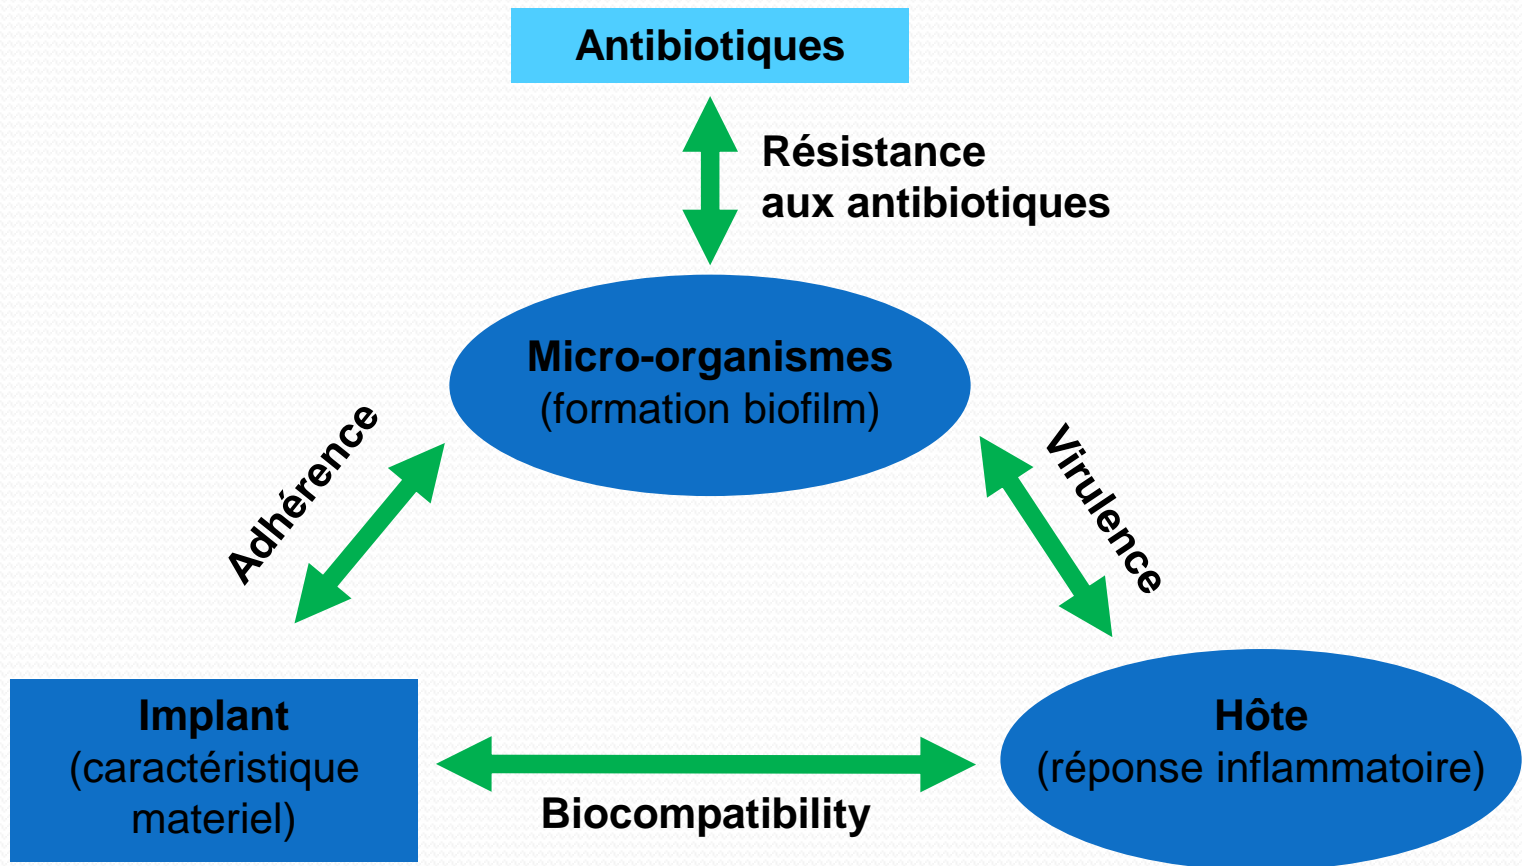 Antibiotiques
Résistance
aux antibiotiques
Micro-organismes
(formation biofilm)
Adhérence
Virulence
Implant
(caractéristique
materiel)
Biocompatibility
Hôte
(réponse inflammatoire)